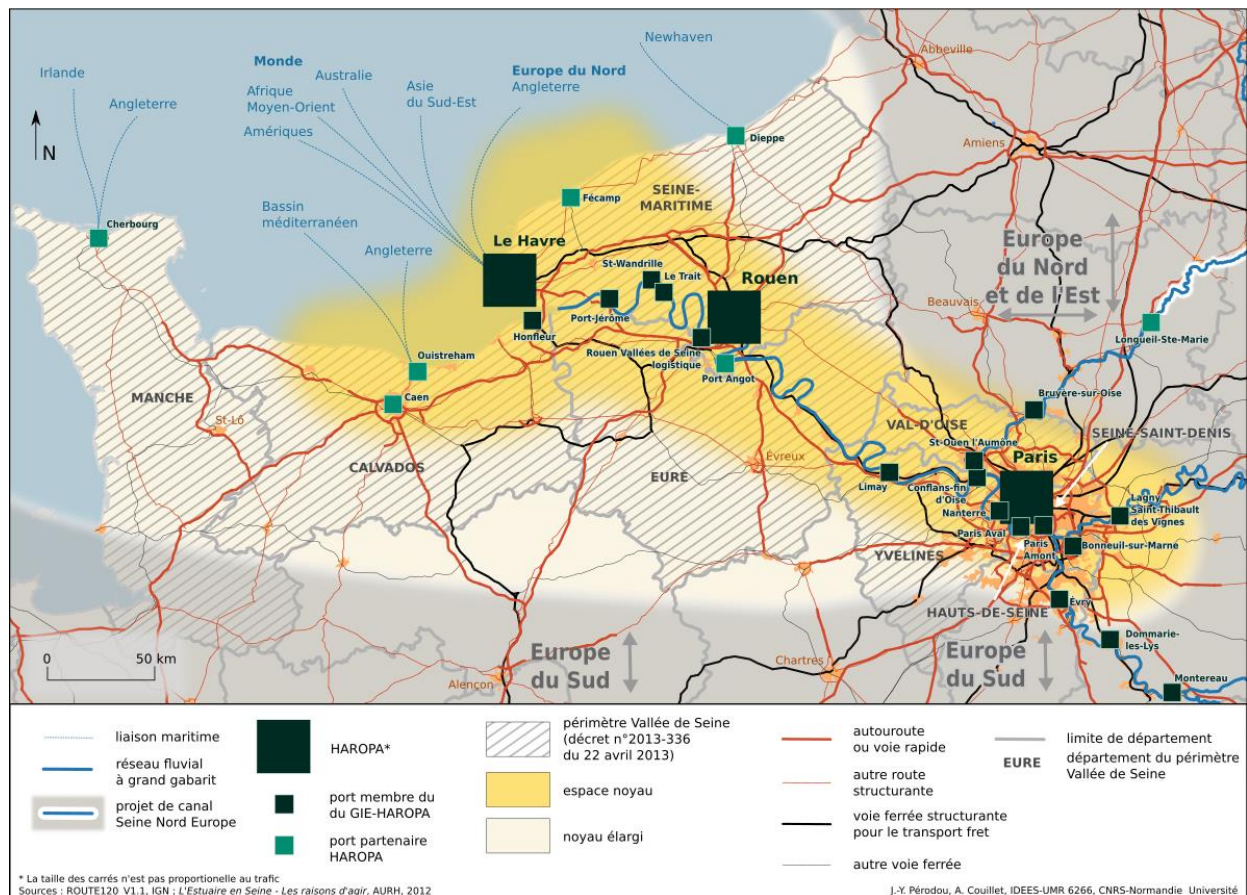 Irlande
Angleterre
Monde
Afrique
Moyen-Orient
Amériques
Australie
Asie
du Sud-Est
Europe du Nord
Angleterre
Newhaven
Abbeville
Dieppe
Amiens
N
Cherbourg
Bassin
méditerranéen
Angleterre
Fécamp
SEINE-
MARITIME
Le Havre
St-Wandrille
Le Trait
Rouen
Europe
du Nord
et de l'Est
Beauvais
Port-Jérôme
Honfleur
Longueil-Ste-Marie
Rouen Vallées de Seine
logistique
Port Angot
Ouistreham
Caen
MANCHE
St-Lô
CALVADOS
EURE
Évreux
Bruyère-sur-Oise
VAL-D'OISE
SEINE-SAINT-DENIS
St-Ouen l'Aumône
Paris
Limay
Conflans-fin
d'Oise
Nanterre
Lagny
Saint-Thibault
des Vignes
Paris Aval
Paris
Amont
Bonneuil-sur-Marne
YVELINES
HAUTS-DE-SEINE
Évry
Dommarie-
les-Lys
Montereau
0
50 km
Alençon
Europe
du Sud
Chartres
Europe
du Sud
liaison maritime
réseau fluvial
à grand gabarit
projet de canal
Seine Nord Europe
HAROPA*
port membre du
du GIE-HAROPA
port partenaire
HAROPA
périmètre Vallée de Seine
(décret n°2013-336
du 22 avril 2013)
espace noyau
noyau élargi
autouroute
ou voie rapide
autre route
structurante
voie ferrée structurante
pour le transport fret
autre voie ferrée
limite de département
EURE
département du périmètre
Vallée de Seine
* La taille des carrés n'est pas proportionelle au trafic
Sources : ROUTE120 V1.1, IGN ; L'Estuaire en Seine - Les raisons d'agir, AURH, 2012
J.-Y. Pérodou, A. Couillet, IDEES-UMR 6266, CNRS-Normandie Université